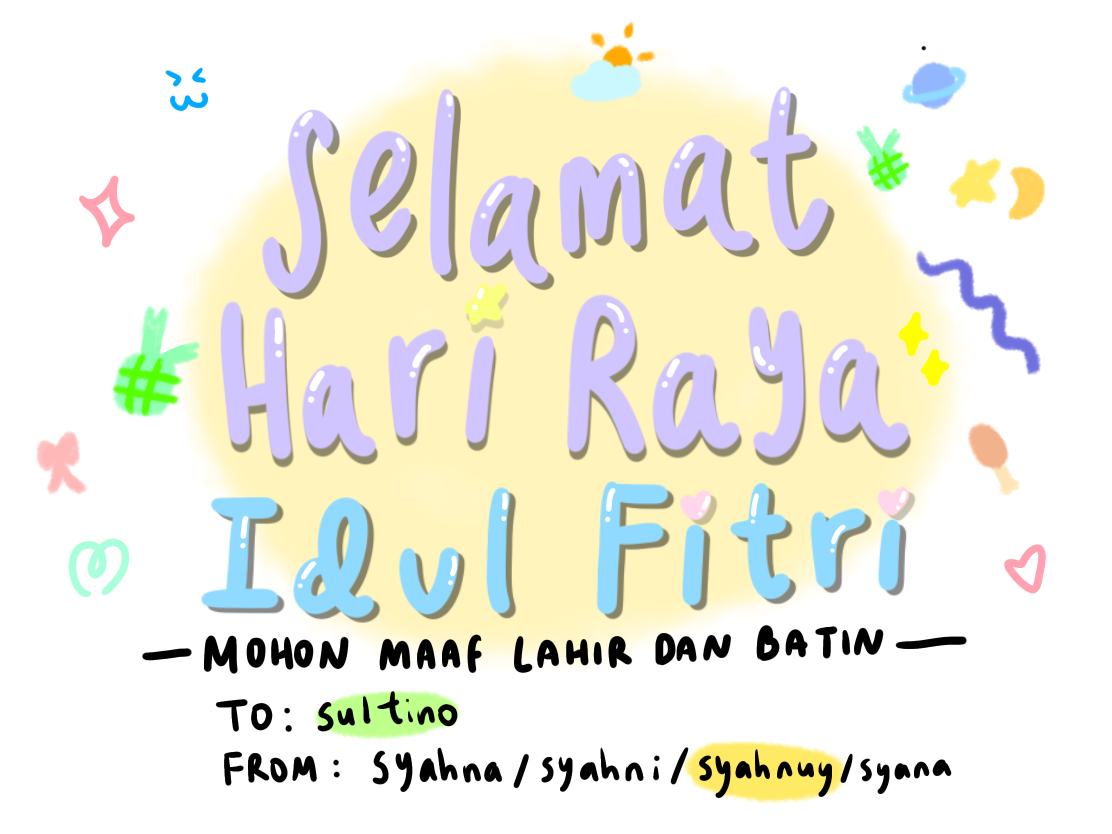 Selamat
Hari Raya
Idul Fitri
— MOHON MAAF LAHIR DAN BATIN —
TO: sultino
FROM: Syahna / syahni / syahnuy / syana